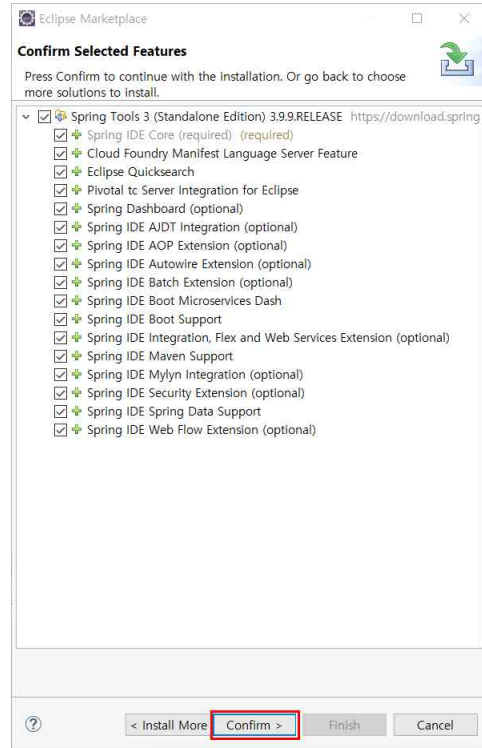 Eclipse Marketplace
Confirm Selected Features
Press Confirm to continue with the installation. Or go back to choose
more solutions to install.
Spring Tools 3 (Standalone Edition) 3.9.9.RELEASE https://download.spring
Spring IDE Core (required) (required)
Cloud Foundry Manifest Language Server Feature
Eclipse Quicksearch
Pivotal tc Server Integration for Eclipse
Spring Dashboard (optional)
Spring IDE AJDT Integration (optional)
Spring IDE AOP Extension (optional)
Spring IDE Autowire Extension (optional)
Spring IDE Batch Extension (optional)
Spring IDE Boot Microservices Dash
Spring IDE Boot Support
Spring IDE Integration, Flex and Web Services Extension (optional)
Spring IDE Maven Support
Spring IDE Mylyn Integration (optional)
Spring IDE Security Extension (optional)
Spring IDE Spring Data Support
Spring IDE Web Flow Extension (optional)
? < Install More Confirm > Finish Cancel